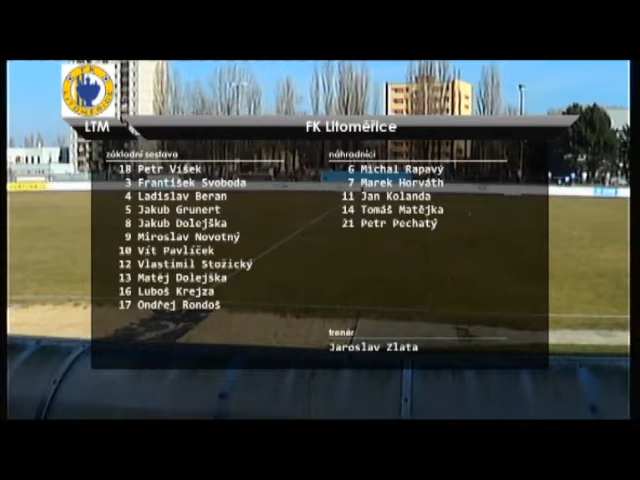 LTM
FK Litoměřice
základní sestava
18 Petr Víšek
3 František Svoboda
4 Ladislav Beran
5 Jakub Grunert
8 Jakub Dolejška
9 Miroslav Novotný
10 Vít Pavlíček
12 Vlastimil Stožický
13 Matěj Dolejška
16 Luboš Krejza
17 Ondřej Rondoš
náhradníci
6 Michal Rapavý
7 Marek Horváth
11 Jan Kolanda
14 Tomáš Matějka
21 Petr Pechatý
trenér
Jaroslav Zlata